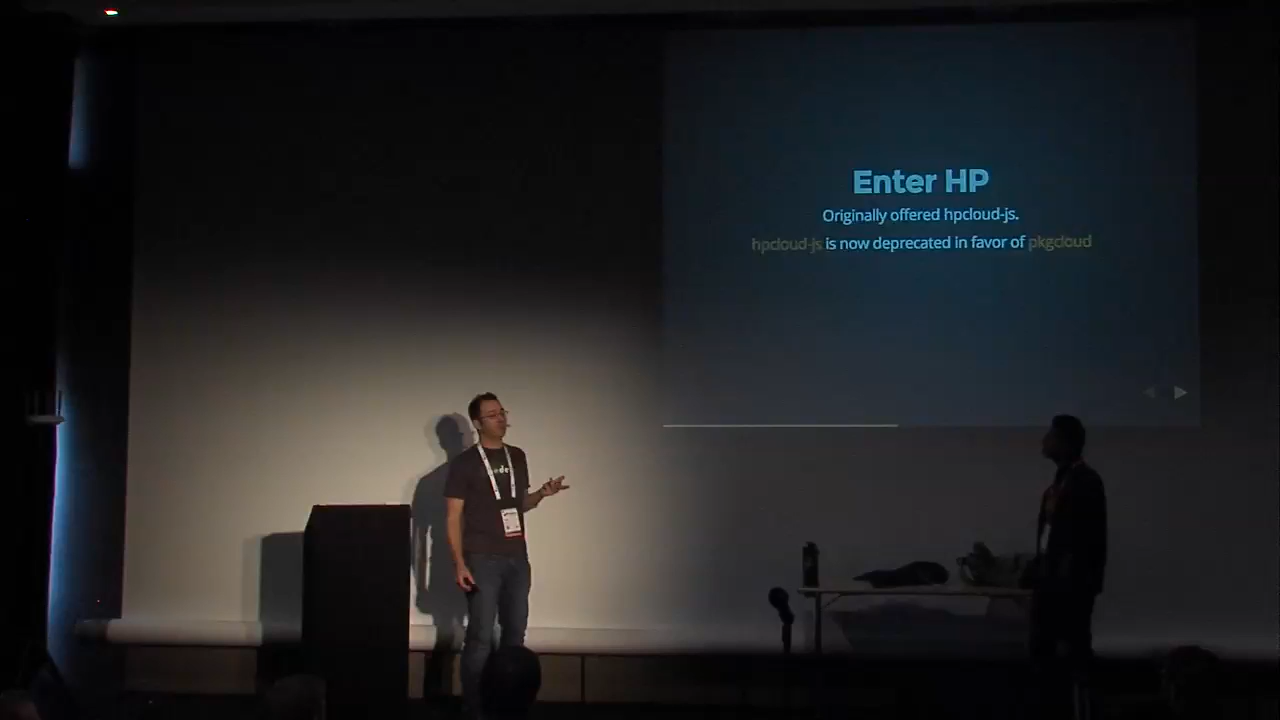 Enter HP
Originally offered hpcloud-js.
hpcloud-js is now deprecated in favor of pkgcloud